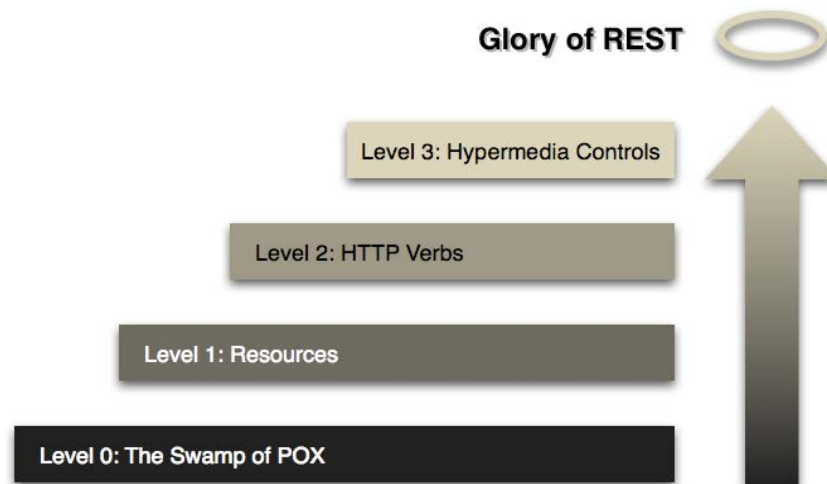 Glory of REST
Level 3: Hypermedia Controls
Level 2: HTTP Verbs
Level 1: Resources
Level 0: The Swamp of POX